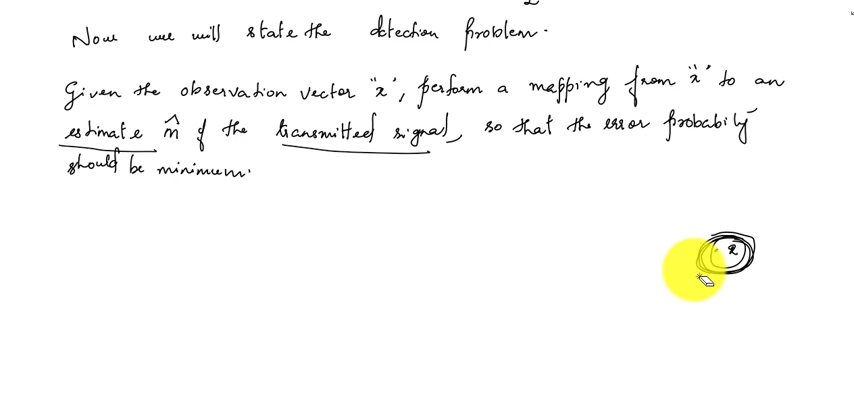 Now we will state the detection problem.
Given the observation vector "x", perform a mapping from "x" to an
estimate m̂ of the transmitted signal, so that the error probability
should be minimum.
x